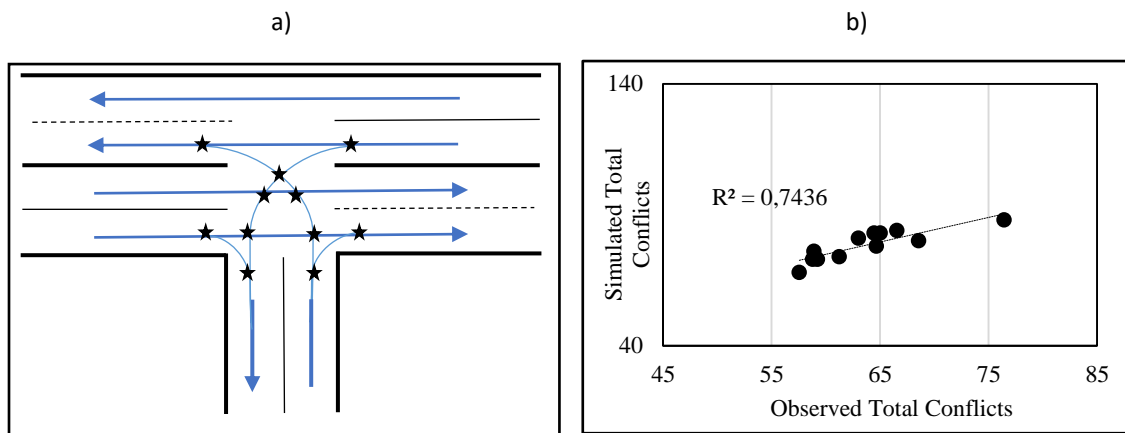 a)
b)
140
Simulated Total
Conflicts
R² = 0,7436
40
45 55 65 75 85
Observed Total Conflicts